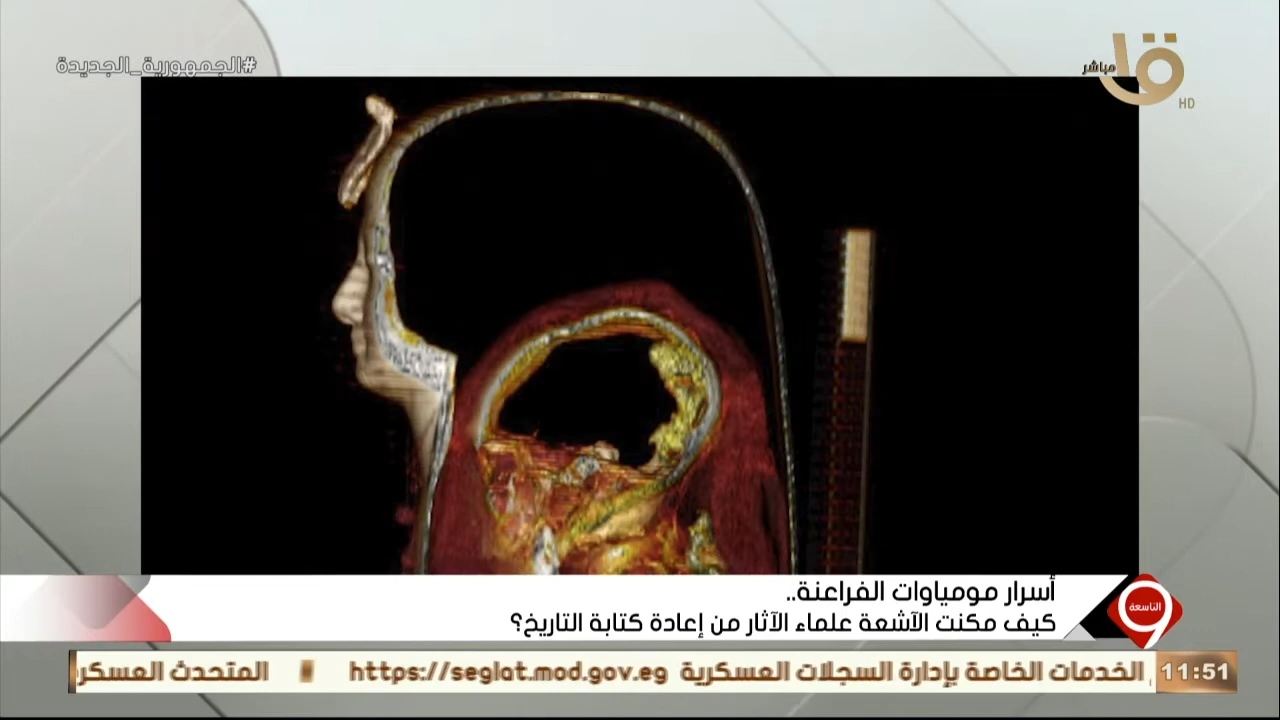 #الجمهورية_الجديدة
مباشر
HD
أسرار مومياوات الفراعنة..
كيف مكنت الآشعة علماء الآثار من إعادة كتابة التاريخ؟
التاسعة
9
الخدمات الخاصة بإدارة السجلات العسكرية https://seglat.mod.gov.eg المتحدث العسكر
11:51